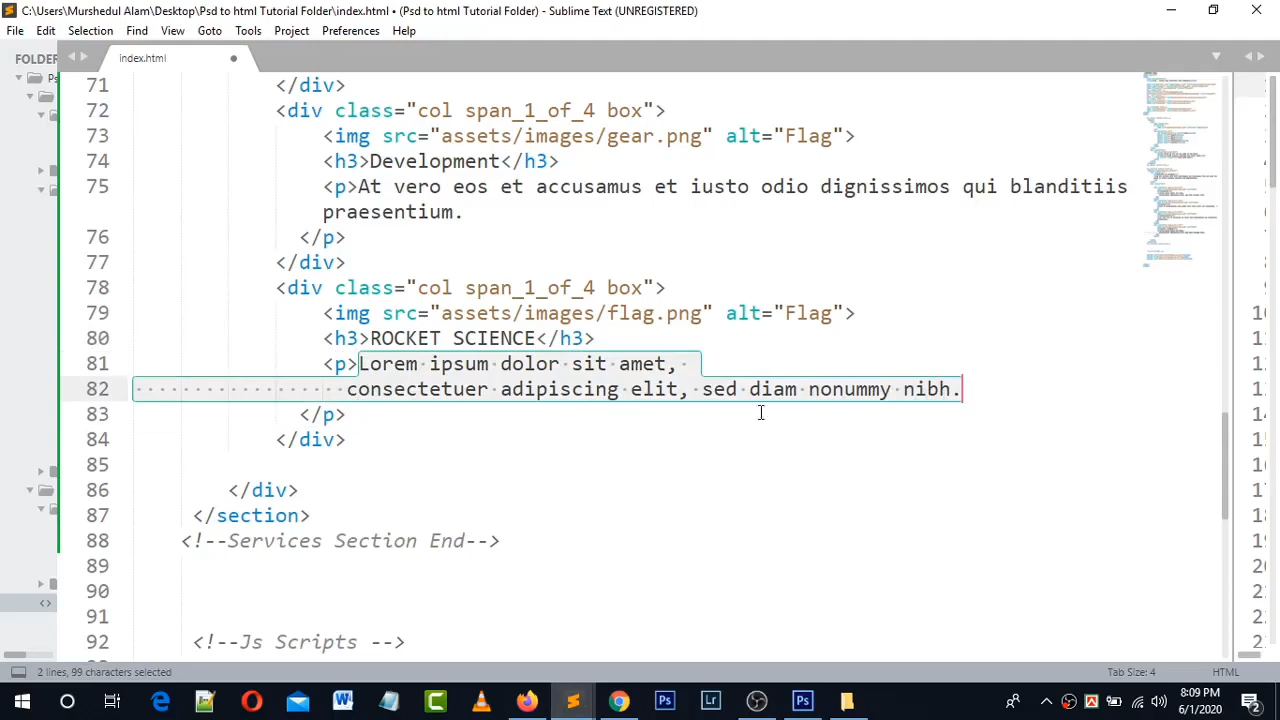 C:\Users\Murshedul Alam\Desktop\Psd to html Tutorial Folder\index.html • (Psd to html Tutorial Folder) - Sublime Text (UNREGISTERED)
File Edit Selection Find View Goto Tools Project Preferences Help
FOLDER
index.html
Ps
71 </div>
72 <div class="col span_1_of_4 box">
73 <img src="assets/images/gear.png" alt="Flag">
74 <h3>Development</h3>
75 <p>At vero eos et accusamus et iusto odio dignissimos qui blanditiis
praesentium.
76 </p>
77 </div>
78 <div class="col span_1_of_4 box">
79 <img src="assets/images/flag.png" alt="Flag">
80 <h3>ROCKET SCIENCE</h3>
81 <p>Lorem ipsum dolor sit amet,
82 consectetuer adipiscing elit, sed diam nonummy nibh.
83 </p>
84 </div>
85
86 </div>
87 </section>
88 <!--Services Section End-->
89
90
91
92 <!--Js Scripts -->
2 lines, 99 characters selected Tab Size: 4 HTML
8:09 PM
6/1/2020